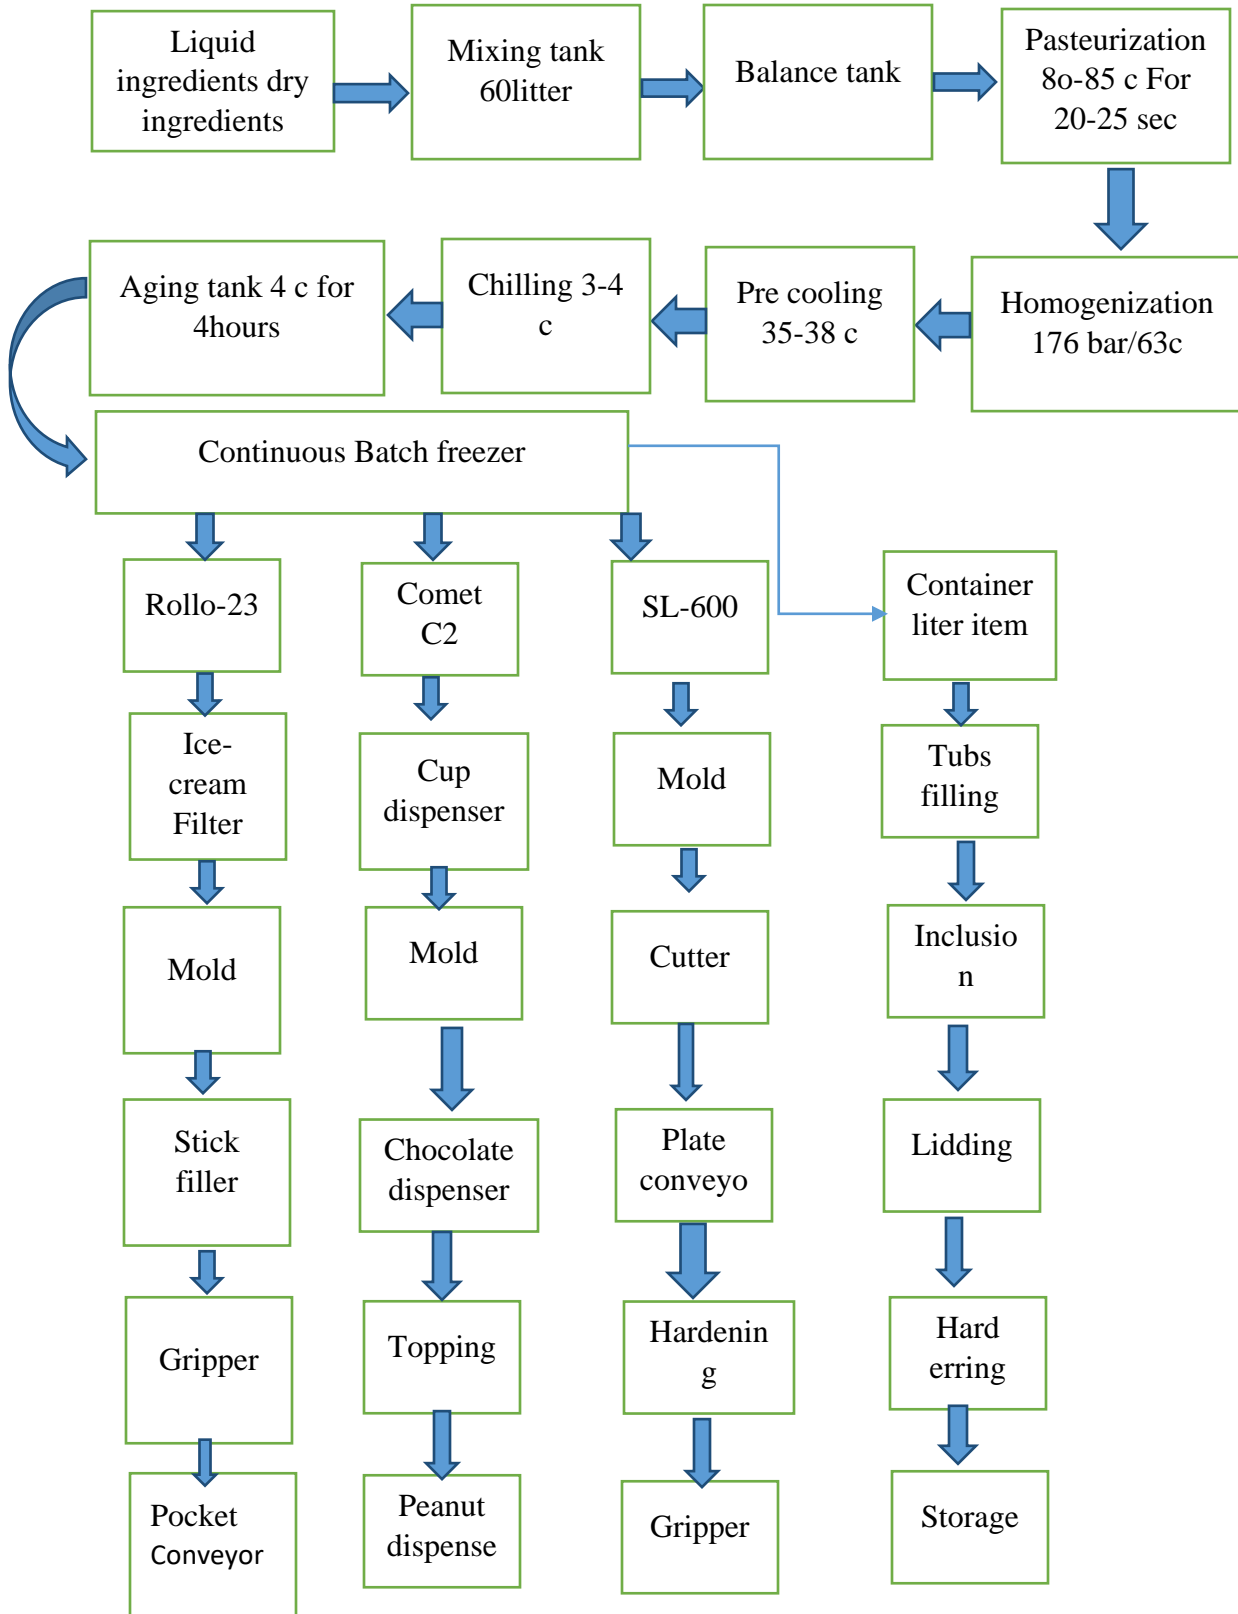 Liquid
ingredients dry
ingredients
Mixing tank
60litter
Balance tank
Pasteurization
8o-85 c For
20-25 sec
Homogenization
176 bar/63c
Pre cooling
35-38 c
Chilling 3-4
c
Aging tank 4 c for
4hours
Continuous Batch freezer
Rollo-23
Ice-
cream
Filter
Mold
Stick
filler
Gripper
Pocket
Conveyor
Comet
C2
Cup
dispenser
Mold
Chocolate
dispenser
Topping
Peanut
dispense
SL-600
Mold
Cutter
Plate
conveyo
Hardenin
g
Gripper
Container
liter item
Tubs
filling
Inclusio
n
Lidding
Hard
erring
Storage